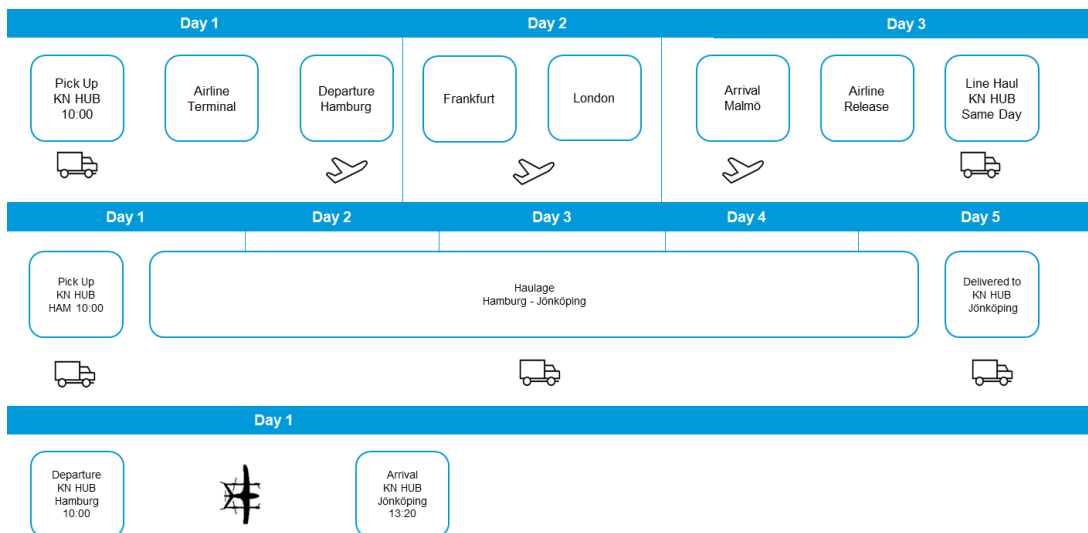 Day 1
Day 2
Day 3
Pick Up
KN HUB
10:00
Airline
Terminal
Departure
Hamburg
Frankfurt
London
Arrival
Malmö
Airline
Release
Line Haul
KN HUB
Same Day
Day 1
Day 2
Day 3
Day 4
Day 5
Pick Up
KN HUB
HAM 10:00
Haulage
Hamburg - Jönköping
Delivered to
KN HUB
Jönköping
Day 1
Departure
KN HUB
Hamburg
10:00
Arrival
KN HUB
Jönköping
13:20